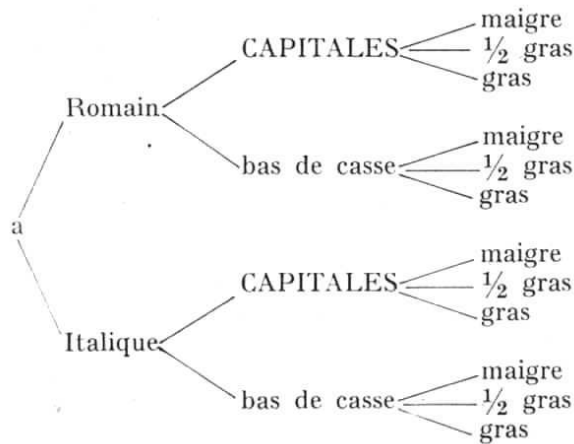 maigre
CAPITALES ½ gras
gras
Romain
maigre
bas de casse ½ gras
gras
a
maigre
CAPITALES ½ gras
gras
Italique
maigre
bas de casse ½ gras
gras